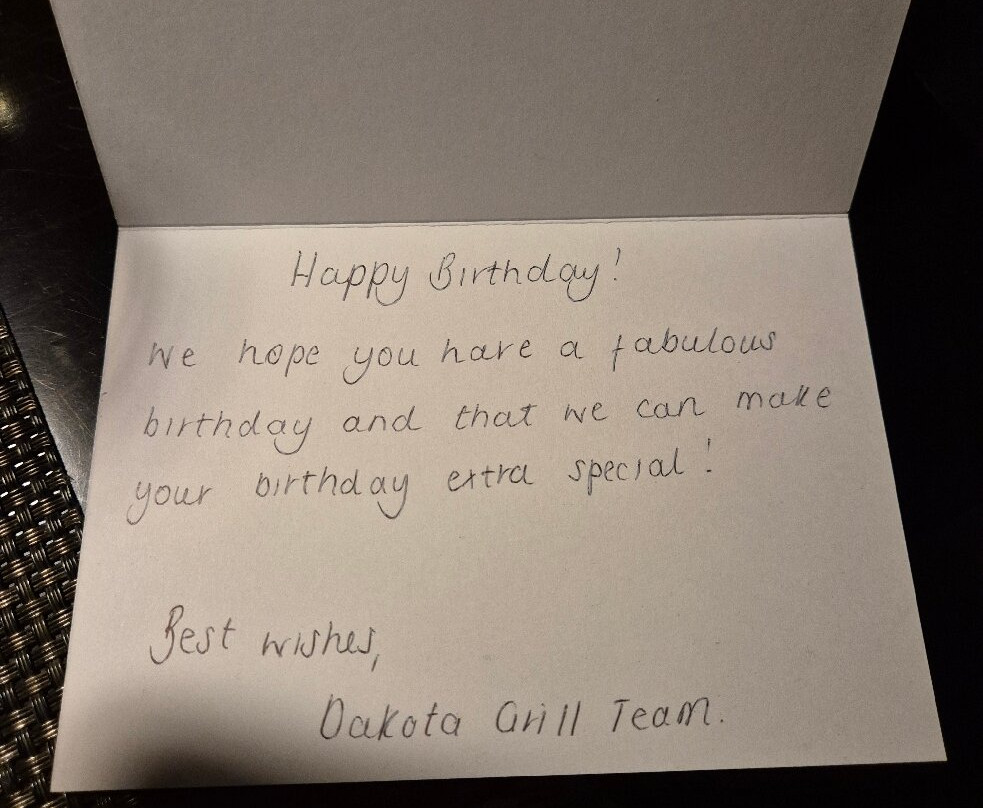 Happy Birthday!
We hope you have a fabulous
birthday and that we can make
your birthday extra special!
Best wishes,
Dakota Grill Team.